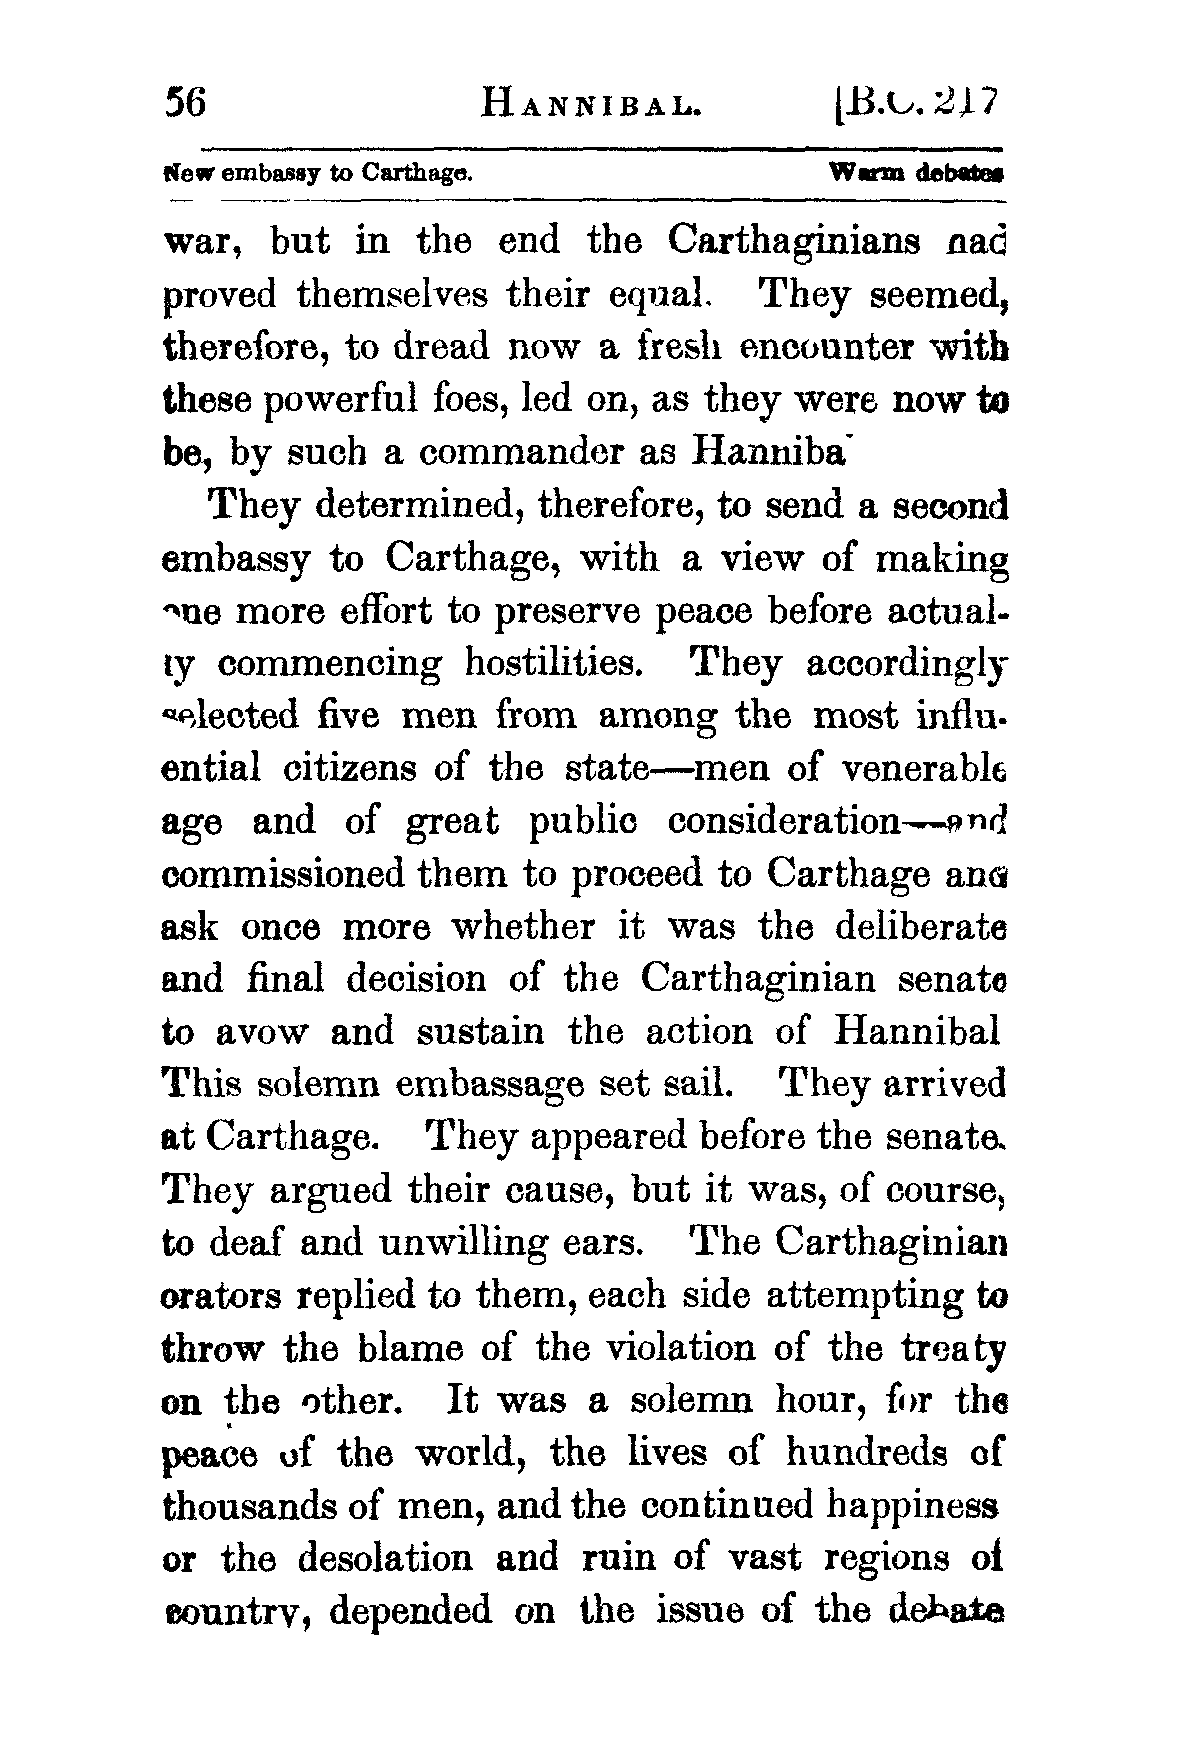 56 HANNIBAL. [B.C. 217
New embassy to Carthage. Warm debates
war, but in the end the Carthaginians had
proved themselves their equal. They seemed,
therefore, to dread now a fresh encounter with
these powerful foes, led on, as they were now to
be, by such a commander as Hanniba
They determined, therefore, to send a second
embassy to Carthage, with a view of making
one more effort to preserve peace before actual-
ly commencing hostilities. They accordingly
selected five men from among the most influ-
ential citizens of the state—men of venerable
age and of great public consideration—and
commissioned them to proceed to Carthage and
ask once more whether it was the deliberate
and final decision of the Carthaginian senate
to avow and sustain the action of Hannibal
This solemn embassage set sail. They arrived
at Carthage. They appeared before the senate.
They argued their cause, but it was, of course,
to deaf and unwilling ears. The Carthaginian
orators replied to them, each side attempting to
throw the blame of the violation of the treaty
on the other. It was a solemn hour, for the
peace of the world, the lives of hundreds of
thousands of men, and the continued happiness
or the desolation and ruin of vast regions of
country, depended on the issue of the debate